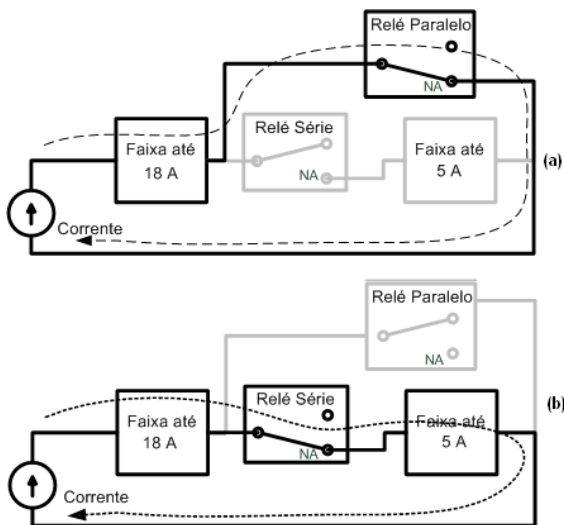 Relé Paralelo
NA
Relé Série
Faixa até
18 A
NA
Faixa até
5 A
(a)
Corrente
Relé Paralelo
NA
Relé Série
Faixa até
18 A
NA
Faixa até
5 A
(b)
Corrente